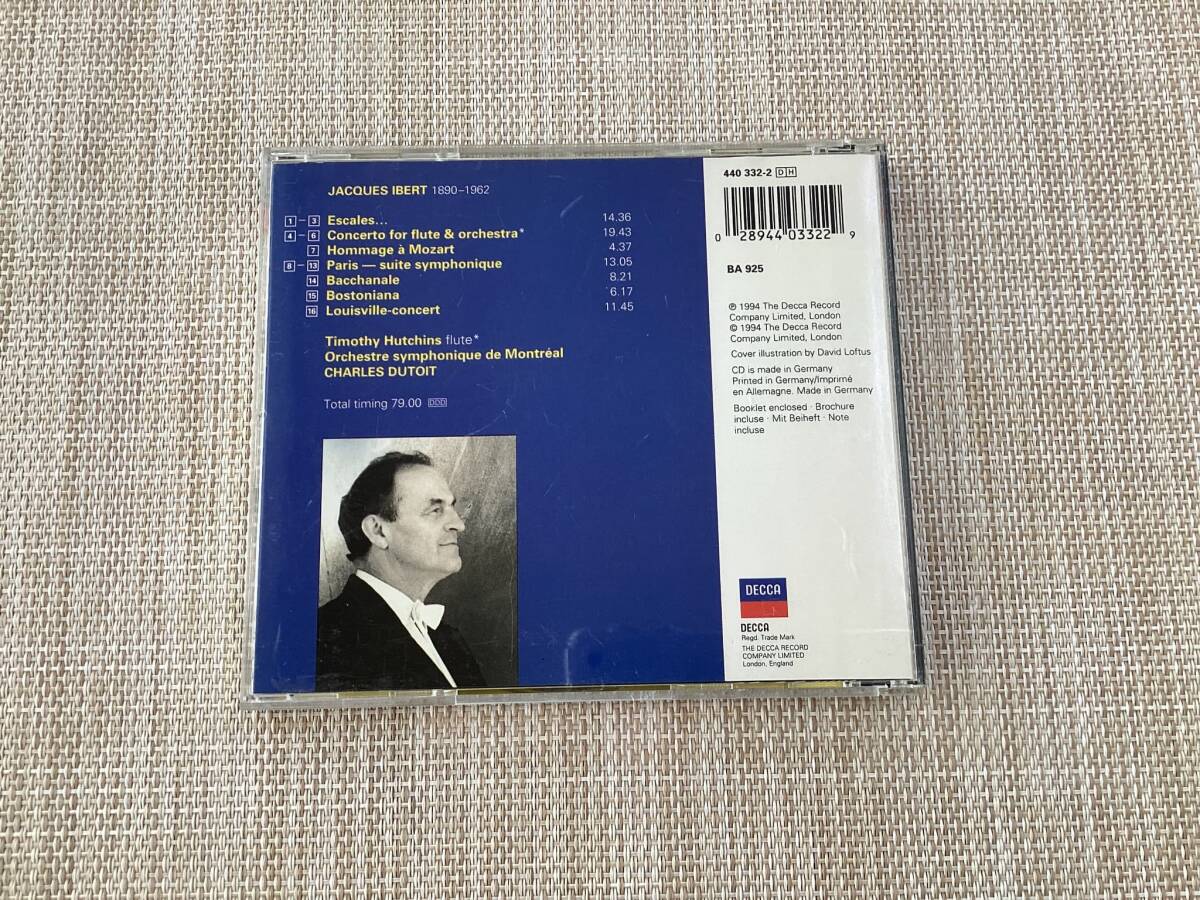 JACQUES IBERT 1890–1962
1 – 3 Escales... 14.36
4 – 6 Concerto for flute & orchestra* 19.43
7 Hommage à Mozart 4.37
8 – 13 Paris — suite symphonique 13.05
14 Bacchanale 8.21
15 Bostoniana 6.17
16 Louisville-concert 11.45
Timothy Hutchins flute*
Orchestre symphonique de Montréal
CHARLES DUTOIT
Total timing 79.00 DDD
440 332-2 DH
0 28944 03322 9
BA 925
℗ 1994 The Decca Record
Company Limited, London
© 1994 The Decca Record
Company Limited, London
Cover illustration by David Loftus
CD is made in Germany
Printed in Germany/Imprimé
en Allemagne. Made in Germany
Booklet enclosed · Brochure
incluse · Mit Beiheft · Note
incluse
DECCA
DECCA
Regd. Trade Mark
THE DECCA RECORD
COMPANY LIMITED
London, England